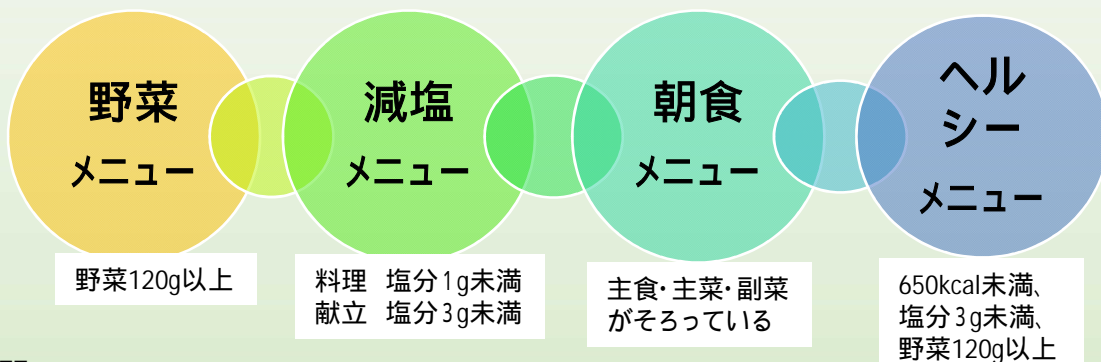 野菜
メニュー
減塩
メニュー
朝食
メニュー
ヘル
シー
メニュー
野菜120g以上
料理 塩分1g未満
献立 塩分3g未満
主食・主菜・副菜
がそろっている
650kcal未満、
塩分3g未満、
野菜120g以上